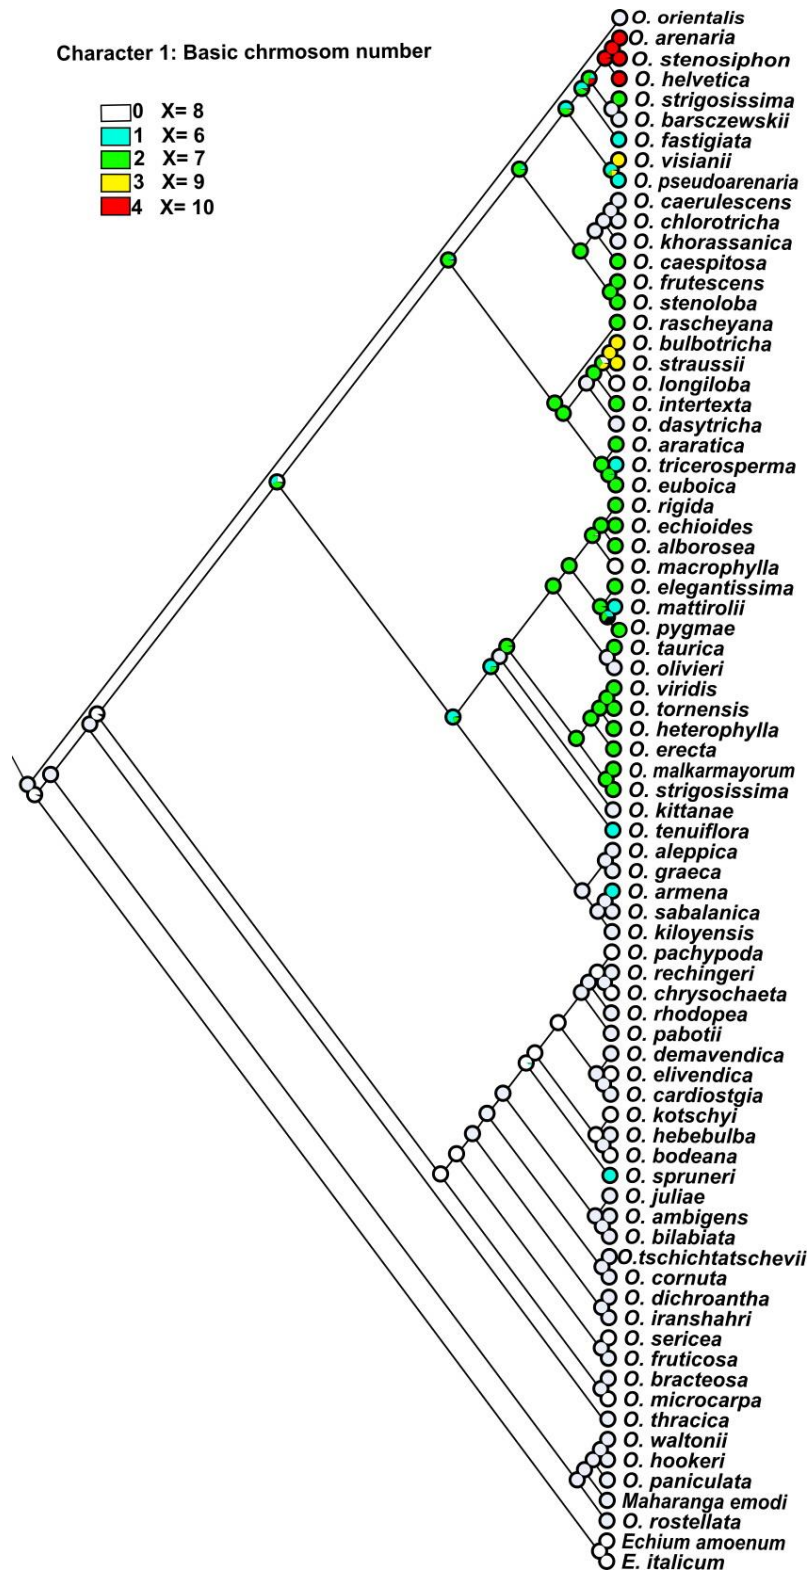 O. orientalis
O. arenaria
Character 1: Basic chrmosom number
O. stenosiphon
O. helvetica
O. strigosissima
0 X= 8
O. barsczewskii
1 X= 6
O. fastigiata
2 X= 7
O. visianii
3 X= 9
O. pseudoarenaria
4 X= 10
O. caerulescens
O. chlorotricha
O. khorassanica
O. caespitosa
O. frutescens
O. stenoloba
O. rascheyana
O. bulbotricha
O. straussii
O. longiloba
O. intertexta
O. dasytricha
O. araratica
O. tricerosperma
O. euboica
O. rigida
O. echioides
O. alborosea
O. macrophylla
O. elegantissima
O. mattirolii
O. pygmae
O. taurica
O. olivieri
O. viridis
O. tornensis
O. heterophylla
O. erecta
O. malkarmayorum
O. strigosissima
O. kittanae
O. tenuiflora
O. aleppica
O. graeca
O. armena
O. sabalanica
O. kiloyensis
O. pachypoda
O. rechingeri
O. chrysochaeta
O. rhodopea
O. pabotii
O. demavendica
O. elivendica
O. cardiostgia
O. kotschyi
O. hebebulba
O. bodeana
O. spruneri
O. juliae
O. ambigens
O. bilabiata
O.tschichtatschevii
O. cornuta
O. dichroantha
O. iranshahri
O. sericea
O. fruticosa
O. bracteosa
O. microcarpa
O. thracica
O. waltonii
O. hookeri
O. paniculata
Maharanga emodi
O. rostellata
Echium amoenum
E. italicum